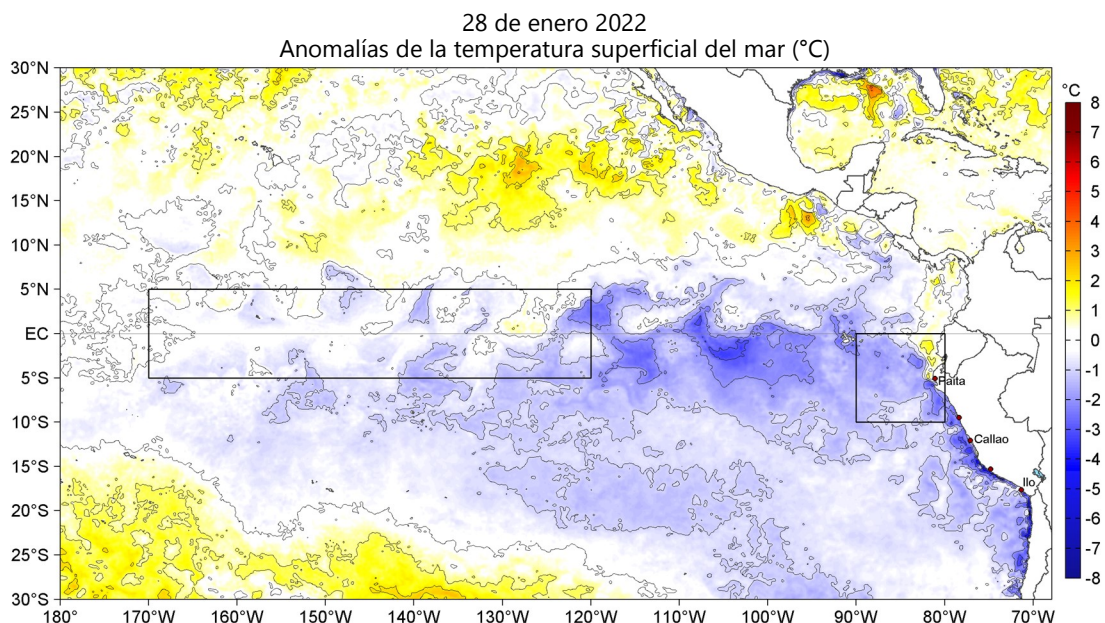 28 de enero 2022
Anomalías de la temperatura superficial del mar (°C)
30°N
25°N
20°N
15°N
10°N
5°N
EC
5°S
10°S
15°S
20°S
25°S
30°S
180 170°W 160°W 150°W 140°W 130°W 120°W 110°W 100°W 90°W 80°W 70°W
Paita
Callao
Ilo
°C
8
7
6
5
4
3
2
1
0
-1
-2
-3
-4
-5
-6
-7
-8